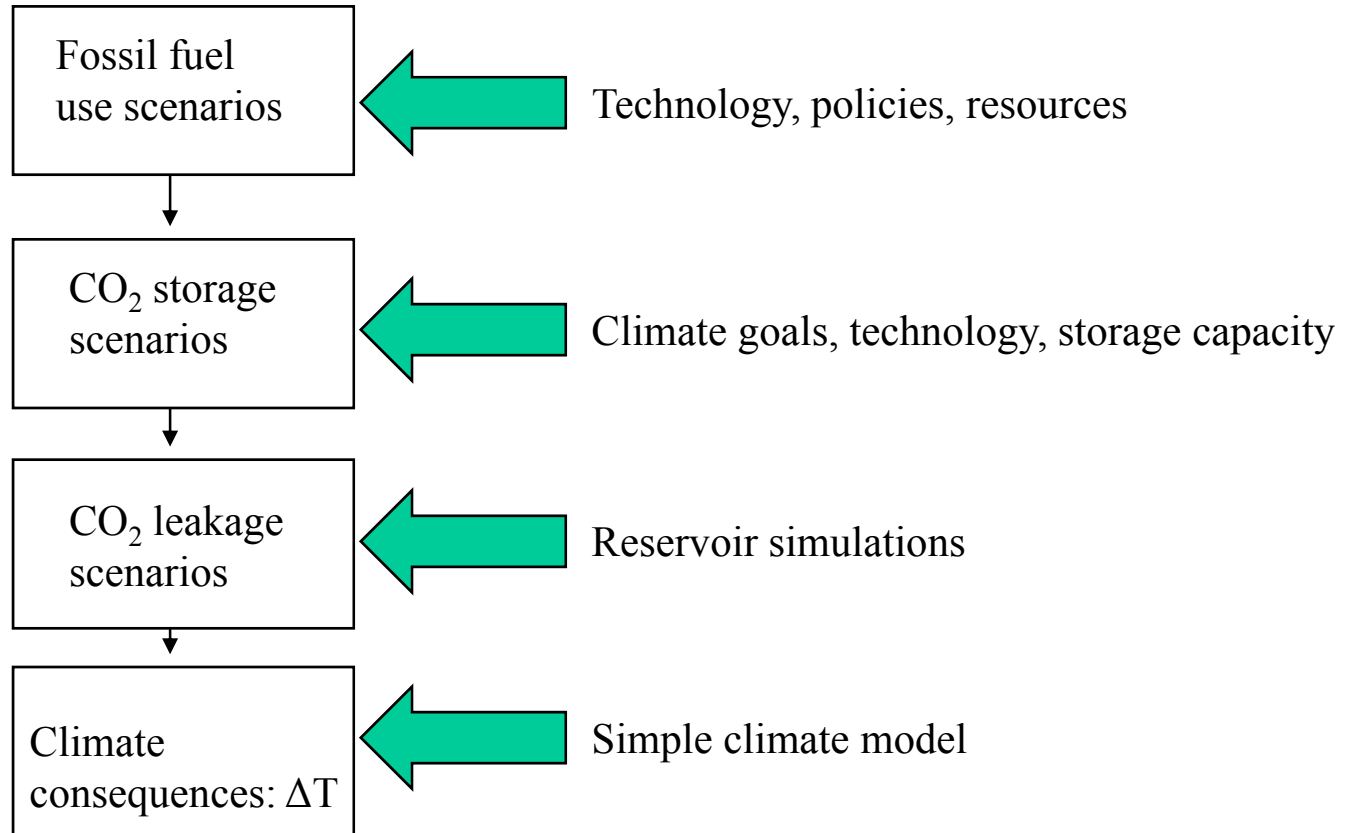 Fossil fuel
use scenarios
Technology, policies, resources
CO₂ storage
scenarios
Climate goals, technology, storage capacity
CO₂ leakage
scenarios
Reservoir simulations
Climate
consequences: ΔT
Simple climate model